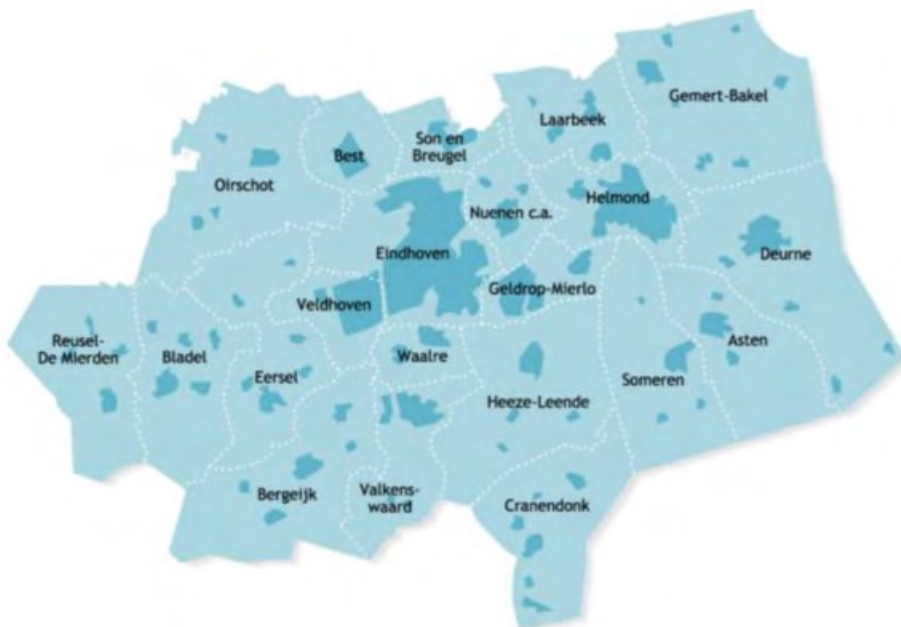 Gemert-Bakel
Laarbeek
Son en
Breugel
Best
Oirschot
Helmond
Nuenen c.a.
Eindhoven
Deurne
Geldrop-Mierlo
Veldhoven
Reusel-
De Mierden
Bladel
Waalre
Asten
Eersel
Someren
Heeze-Leende
Bergeijk
Valkens-
waard
Cranendonk